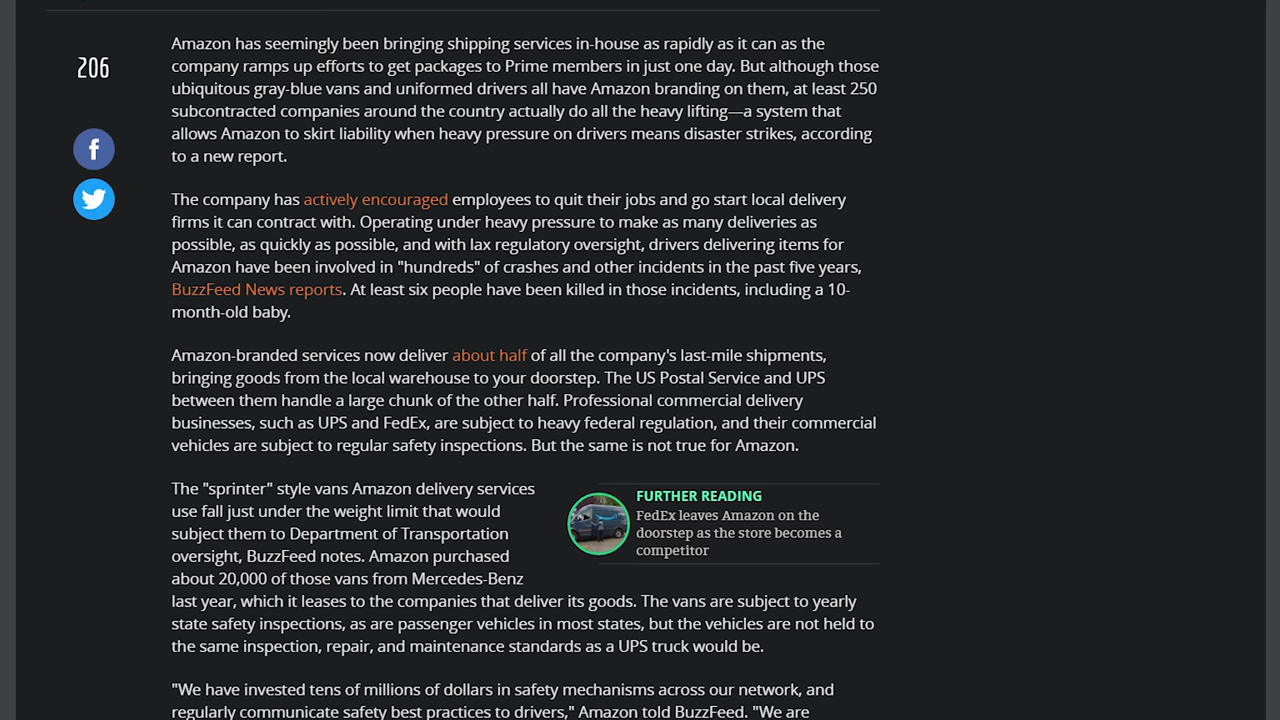 Amazon has seemingly been bringing shipping services in-house as rapidly as it can as the
206
company ramps up efforts to get packages to Prime members in just one day. But although those
ubiquitous gray-blue vans and uniformed drivers all have Amazon branding on them, at least 250
subcontracted companies around the country actually do all the heavy lifting—a system that
allows Amazon to skirt liability when heavy pressure on drivers means disaster strikes, according
to a new report.
The company has actively encouraged employees to quit their jobs and go start local delivery
firms it can contract with. Operating under heavy pressure to make as many deliveries as
possible, as quickly as possible, and with lax regulatory oversight, drivers delivering items for
Amazon have been involved in "hundreds" of crashes and other incidents in the past five years,
BuzzFeed News reports. At least six people have been killed in those incidents, including a 10-
month-old baby.
Amazon-branded services now deliver about half of all the company's last-mile shipments,
bringing goods from the local warehouse to your doorstep. The US Postal Service and UPS
between them handle a large chunk of the other half. Professional commercial delivery
businesses, such as UPS and FedEx, are subject to heavy federal regulation, and their commercial
vehicles are subject to regular safety inspections. But the same is not true for Amazon.
The "sprinter" style vans Amazon delivery services
use fall just under the weight limit that would
subject them to Department of Transportation
oversight, BuzzFeed notes. Amazon purchased
about 20,000 of those vans from Mercedes-Benz
FURTHER READING
FedEx leaves Amazon on the
doorstep as the store becomes a
competitor
last year, which it leases to the companies that deliver its goods. The vans are subject to yearly
state safety inspections, as are passenger vehicles in most states, but the vehicles are not held to
the same inspection, repair, and maintenance standards as a UPS truck would be.
"We have invested tens of millions of dollars in safety mechanisms across our network, and
regularly communicate safety best practices to drivers," Amazon told BuzzFeed. "We are